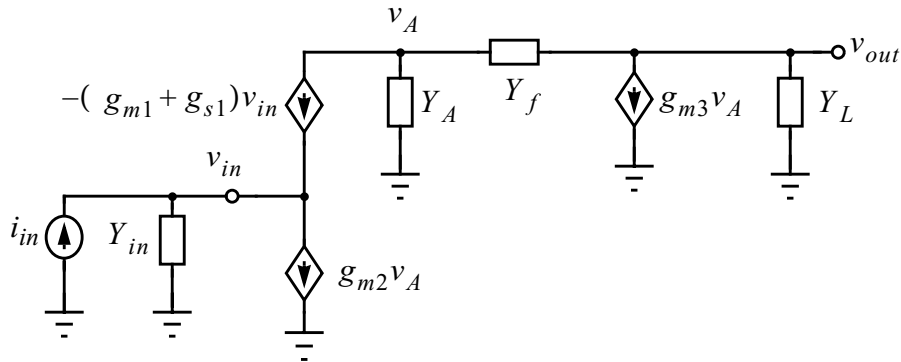 v_A
v_out
Y_f
−( g_m1 + g_s1)v_in
Y_A
g_m3 v_A
Y_L
v_in
i_in
Y_in
g_m2 v_A